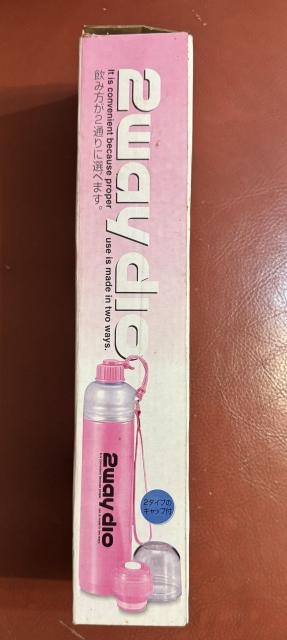 2way dio
It is convenient because proper
use is made in two ways.
飲み方が2通りに選べます。
2way dio
2タイプの
キャップ付